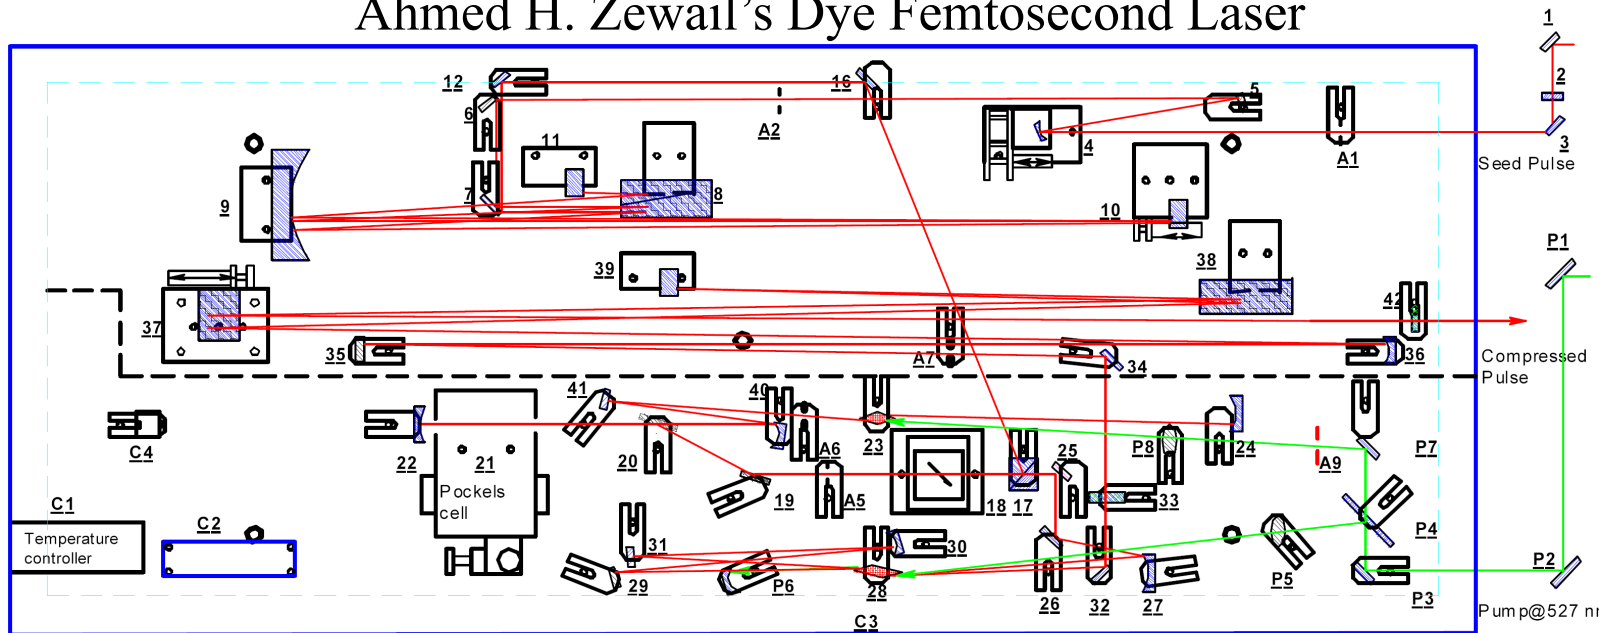 Ahmed H. Zewail's Dye Femtosecond Laser
1
12
16
5
2
6
A2
11
4
A1
3
Seed Pulse
7
8
9
10
P1
39
38
42
37
A7
35
34
36
Compressed
Pulse
41
40
C4
22
21
20
A6
23
P8
24
A9
P7
25
Pockels
cell
19
A5
18
17
33
C1
C2
Temperature
controller
31
30
P4
29
P6
28
26
32
27
P5
P3
P2
C3
Pump@527 nm